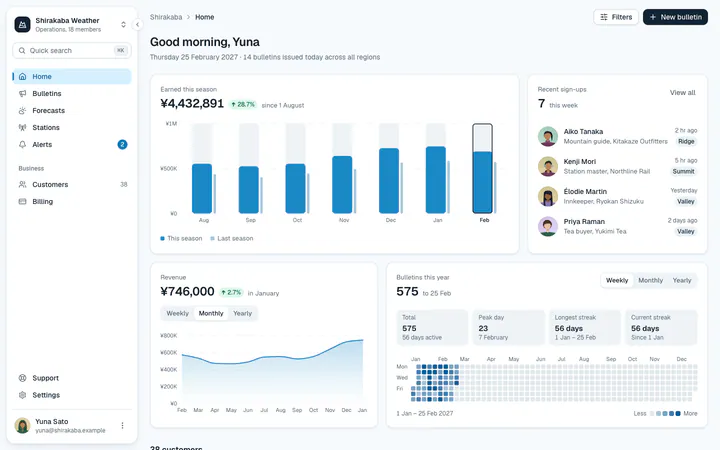 Shirakaba Weather
Operations, 18 members
Quick search
⌘K
Home
Bulletins
Forecasts
Stations
Alerts
2
Business
Customers
38
Billing
Support
Settings
Yuna Sato
yuna@shirakaba.example
Shirakaba
Home
Filters
New bulletin
Good morning, Yuna
Thursday 25 February 2027 · 14 bulletins issued today across all regions
Earned this season
¥4,432,891
28.7%
since 1 August
¥1M
¥500K
¥0
Aug Sep Oct Nov Dec Jan Feb
This season
Last season
Recent sign-ups
7 this week
View all
Aiko Tanaka
2 hr ago
Mountain guide, Kitakaze Outfitters
Ridge
Kenji Mori
5 hr ago
Station master, Northline Rail
Summit
Élodie Martin
Yesterday
Innkeeper, Ryokan Shizuku
Valley
Priya Raman
2 days ago
Tea buyer, Yukimi Tea
Valley
Revenue
¥746,000
2.7%
in January
Weekly Monthly Yearly
¥800K
¥600K
¥400K
¥200K
¥0
Feb Mar Apr May Jun Jul Aug Sep Oct Nov Dec Jan
Bulletins this year
575 to 25 Feb
Weekly Monthly Yearly
Total
575
56 days active
Peak day
23
7 February
Longest streak
56 days
1 Jan – 25 Feb
Current streak
56 days
Since 1 Jan
Jan Feb Mar Apr May Jun Jul Aug Sep Oct Nov Dec
Mon
Wed
Fri
1 Jan – 25 Feb 2027
Less
More
38 customers